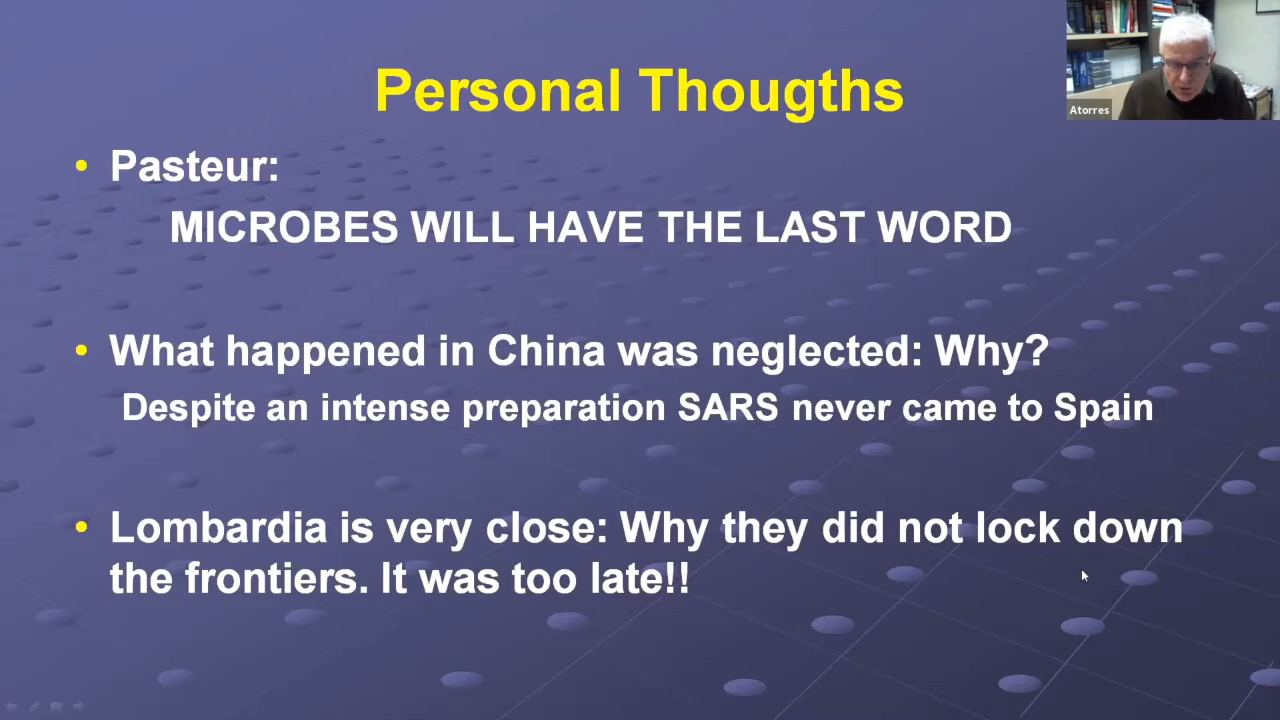 Personal Thougths
Atorres
• Pasteur:
MICROBES WILL HAVE THE LAST WORD
• What happened in China was neglected: Why?
Despite an intense preparation SARS never came to Spain
• Lombardia is very close: Why they did not lock down
the frontiers. It was too late!!